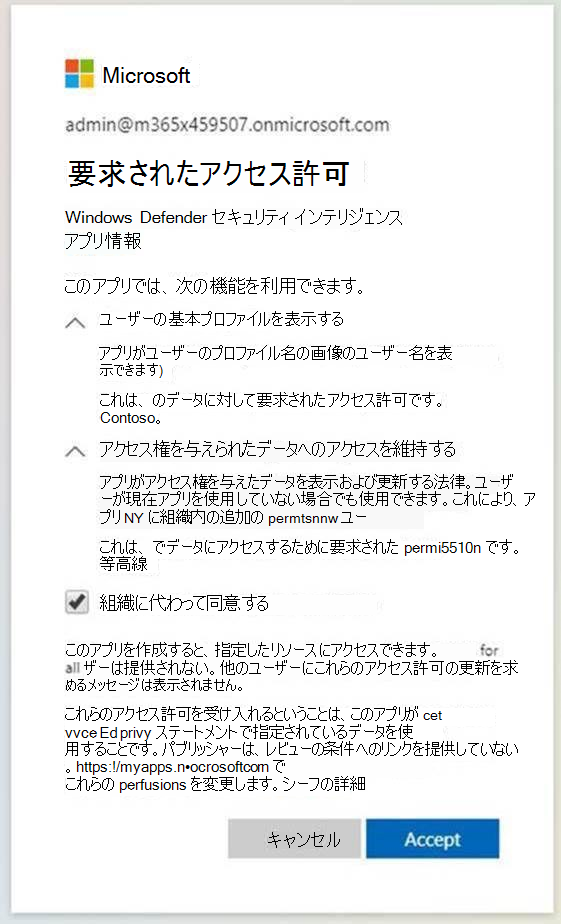 Microsoft
admin@m365x459507.onmicrosoft.com
要求されたアクセス許可
Windows Defender セキュリティ インテリジェンス
アプリ情報
このアプリでは、次の機能を利用できます。
ユーザーの基本プロファイルを表示する
アプリがユーザーのプロファイル名の画像のユーザー名を表
示できます)
これは、のデータに対して要求されたアクセス許可です。
Contoso。
アクセス権を与えられたデータへのアクセスを維持する
アプリがアクセス権を与えたデータを表示および更新する法律。ユーザ
ーが現在アプリを使用していない場合でも使用できます。これにより、ア
プリ NY に組織内の追加の permtsnnw ユー
これは、でデータにアクセスするために要求された permi5510n です。
等高線
組織に代わって同意する
このアプリを作成すると、指定したリソースにアクセスできます。 for
all ザーは提供されない。他のユーザーにこれらのアクセス許可の更新を求
めるメッセージは表示されません。
これらのアクセス許可を受け入れるということは、このアプリが cet
vvce Ed privy ステートメントで指定されているデータを使
用することです。パブリッシャーは、レビューの条件へのリンクを提供していない
。https:!/myapps.n•ocrosoftcom で
これらの perfusions を変更します。シーフの詳細
キャンセル Accept